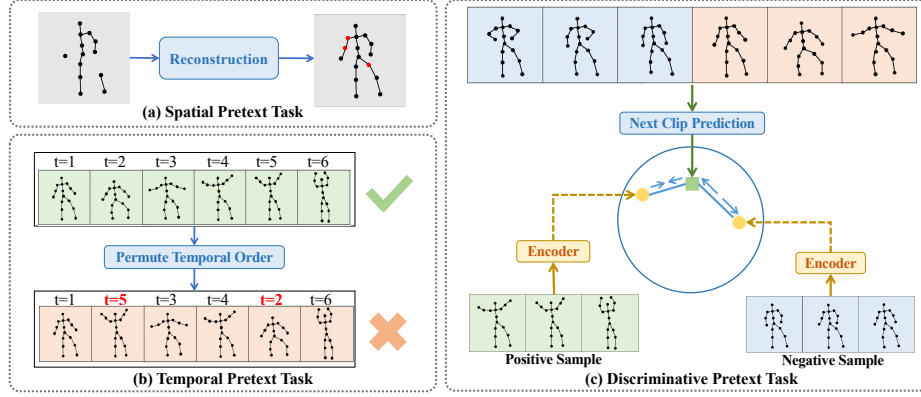 Reconstruction
(a) Spatial Pretext Task
t=1 t=2 t=3 t=4 t=5 t=6
Permute Temporal Order
t=1 t=5 t=3 t=4 t=2 t=6
(b) Temporal Pretext Task
Next Clip Prediction
Encoder
Encoder
Positive Sample
Negative Sample
(c) Discriminative Pretext Task